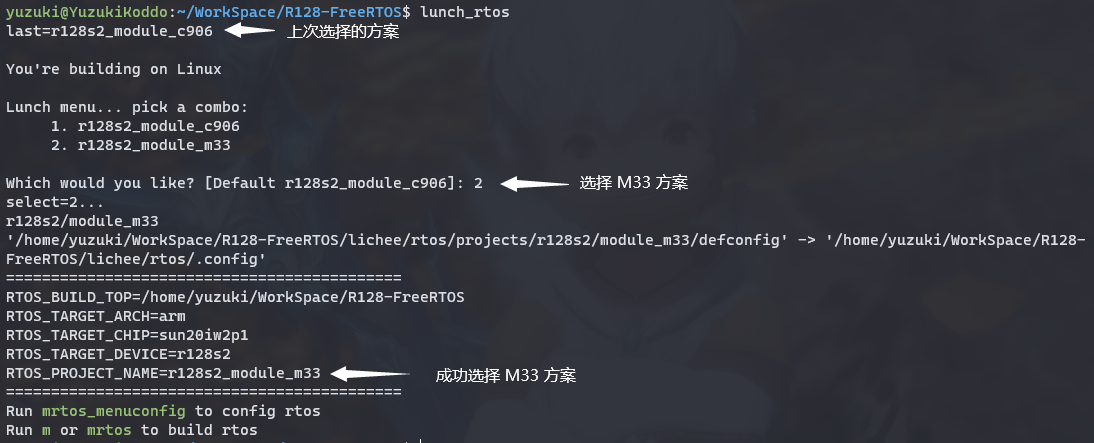 yuzuki@YuzukiKoddo:~/WorkSpace/R128-FreeRTOS$ lunch_rtos
last=r128s2_module_c906 上次选择的方案
You're building on Linux
Lunch menu... pick a combo:
1. r128s2_module_c906
2. r128s2_module_m33
Which would you like? [Default r128s2_module_c906]: 2 选择 M33 方案
select=2...
r128s2/module_m33
'/home/yuzuki/WorkSpace/R128-FreeRTOS/lichee/rtos/projects/r128s2/module_m33/defconfig' -> '/home/yuzuki/WorkSpace/R128-
FreeRTOS/lichee/rtos/.config'
============================================
RTOS_BUILD_TOP=/home/yuzuki/WorkSpace/R128-FreeRTOS
RTOS_TARGET_ARCH=arm
RTOS_TARGET_CHIP=sun20iw2p1
RTOS_TARGET_DEVICE=r128s2
RTOS_PROJECT_NAME=r128s2_module_m33 成功选择 M33 方案
============================================
Run mrtos_menuconfig to config rtos
Run m or mrtos to build rtos